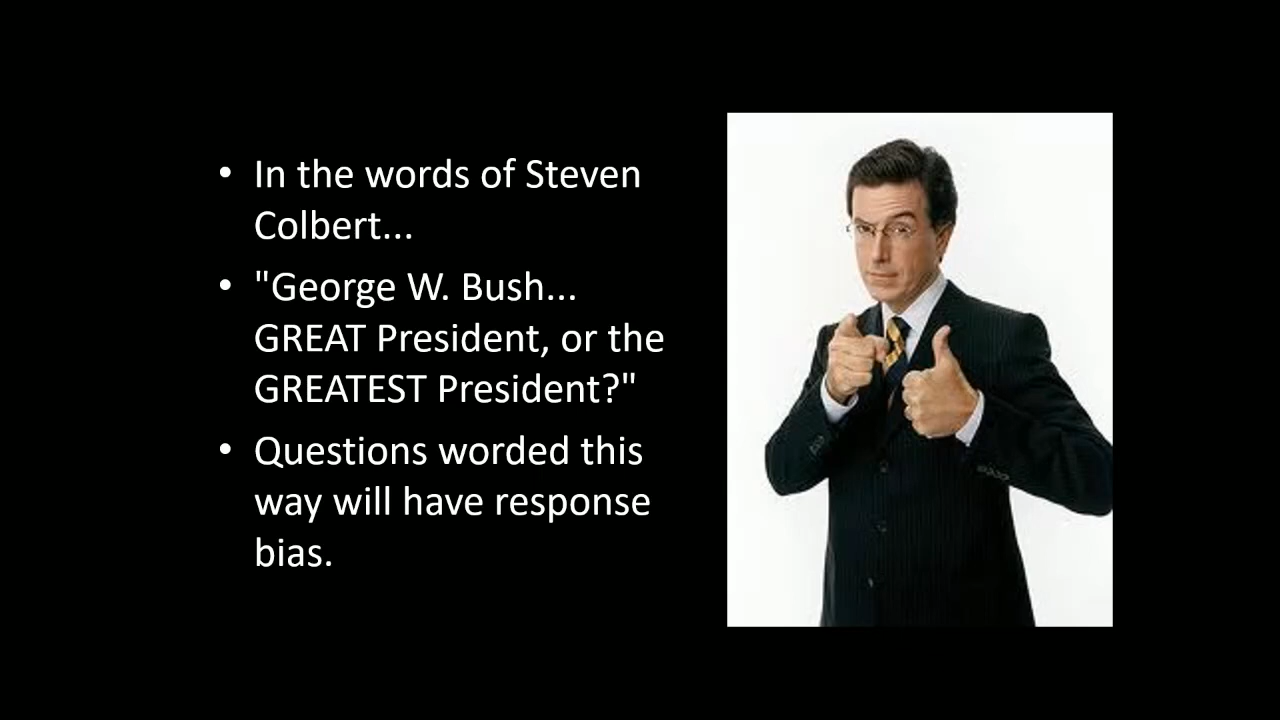 • In the words of Steven
Colbert...
• "George W. Bush...
GREAT President, or the
GREATEST President?"
• Questions worded this
way will have response
bias.